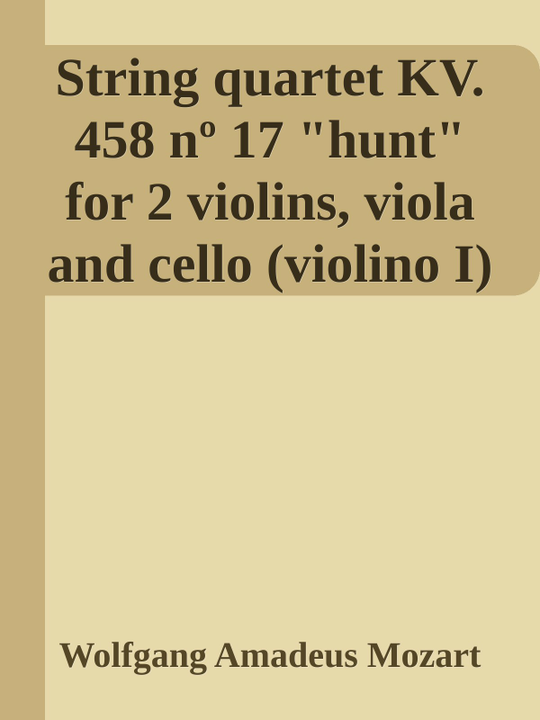 String quartet KV.
458 nº 17 "hunt"
for 2 violins, viola
and cello (violino I)
Wolfgang Amadeus Mozart